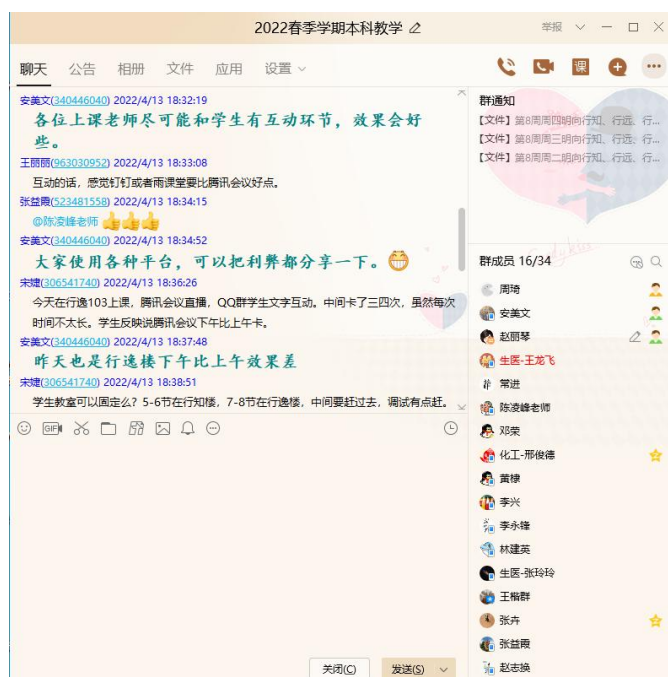 2022春季学期本科教学
举报
聊天 公告 相册 文件 应用 设置
安美文(340446040) 2022/4/13 18:32:19
各位上课老师尽可能和学生有互动环节，效果会好
些。
王丽丽(963030952) 2022/4/13 18:33:08
互动的话，感觉钉钉或者雨课堂要比腾讯会议好点。
张益霞(523481558) 2022/4/13 18:34:15
@陈凌峰老师
安美文(340446040) 2022/4/13 18:34:52
大家使用各种平台，可以把利弊都分享一下。
宋婕(306541740) 2022/4/13 18:36:26
今天在行逸103上课，腾讯会议直播，QQ群学生文字互动。中间卡了三四次，虽然每次
时间不太长。学生反映说腾讯会议下午比上午卡。
安美文(340446040) 2022/4/13 18:37:48
昨天也是行逸楼下午比上午效果差
宋婕(306541740) 2022/4/13 18:38:51
学生教室可以固定么？5-6节在行知楼，7-8节在行逸楼，中间要赶过去，调试有点赶。
GIF
关闭(C) 发送(S)
课
群通知
【文件】第8周周四明向行知、行远、行...
【文件】第8周周三明向行知、行远、行...
【文件】第8周周二明向行知、行远、行...
群成员 16/34
周琦
安美文
赵丽琴
生医-王龙飞
常进
陈凌峰老师
邓荣
化工-邢俊德
黄棣
李兴
李永锋
林建英
生医-张玲玲
王楷群
张卉
张益霞
赵志换